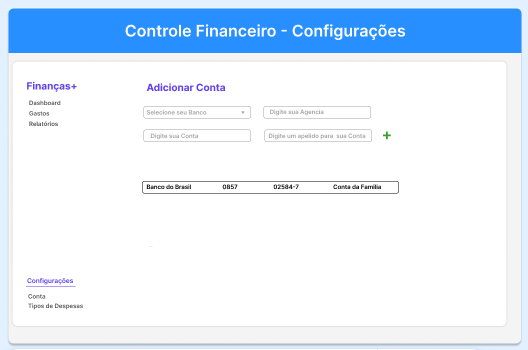 Controle Financeiro - Configurações
Finanças+
Dashboard
Gastos
Relatórios
Adicionar Conta
Selecione seu Banco
Digite sua Agencia
Digite sua Conta
Digite um apelido para sua Conta
Banco do Brasil 0857 02584-7 Conta da Familia
Configurações
Conta
Tipos de Despesas